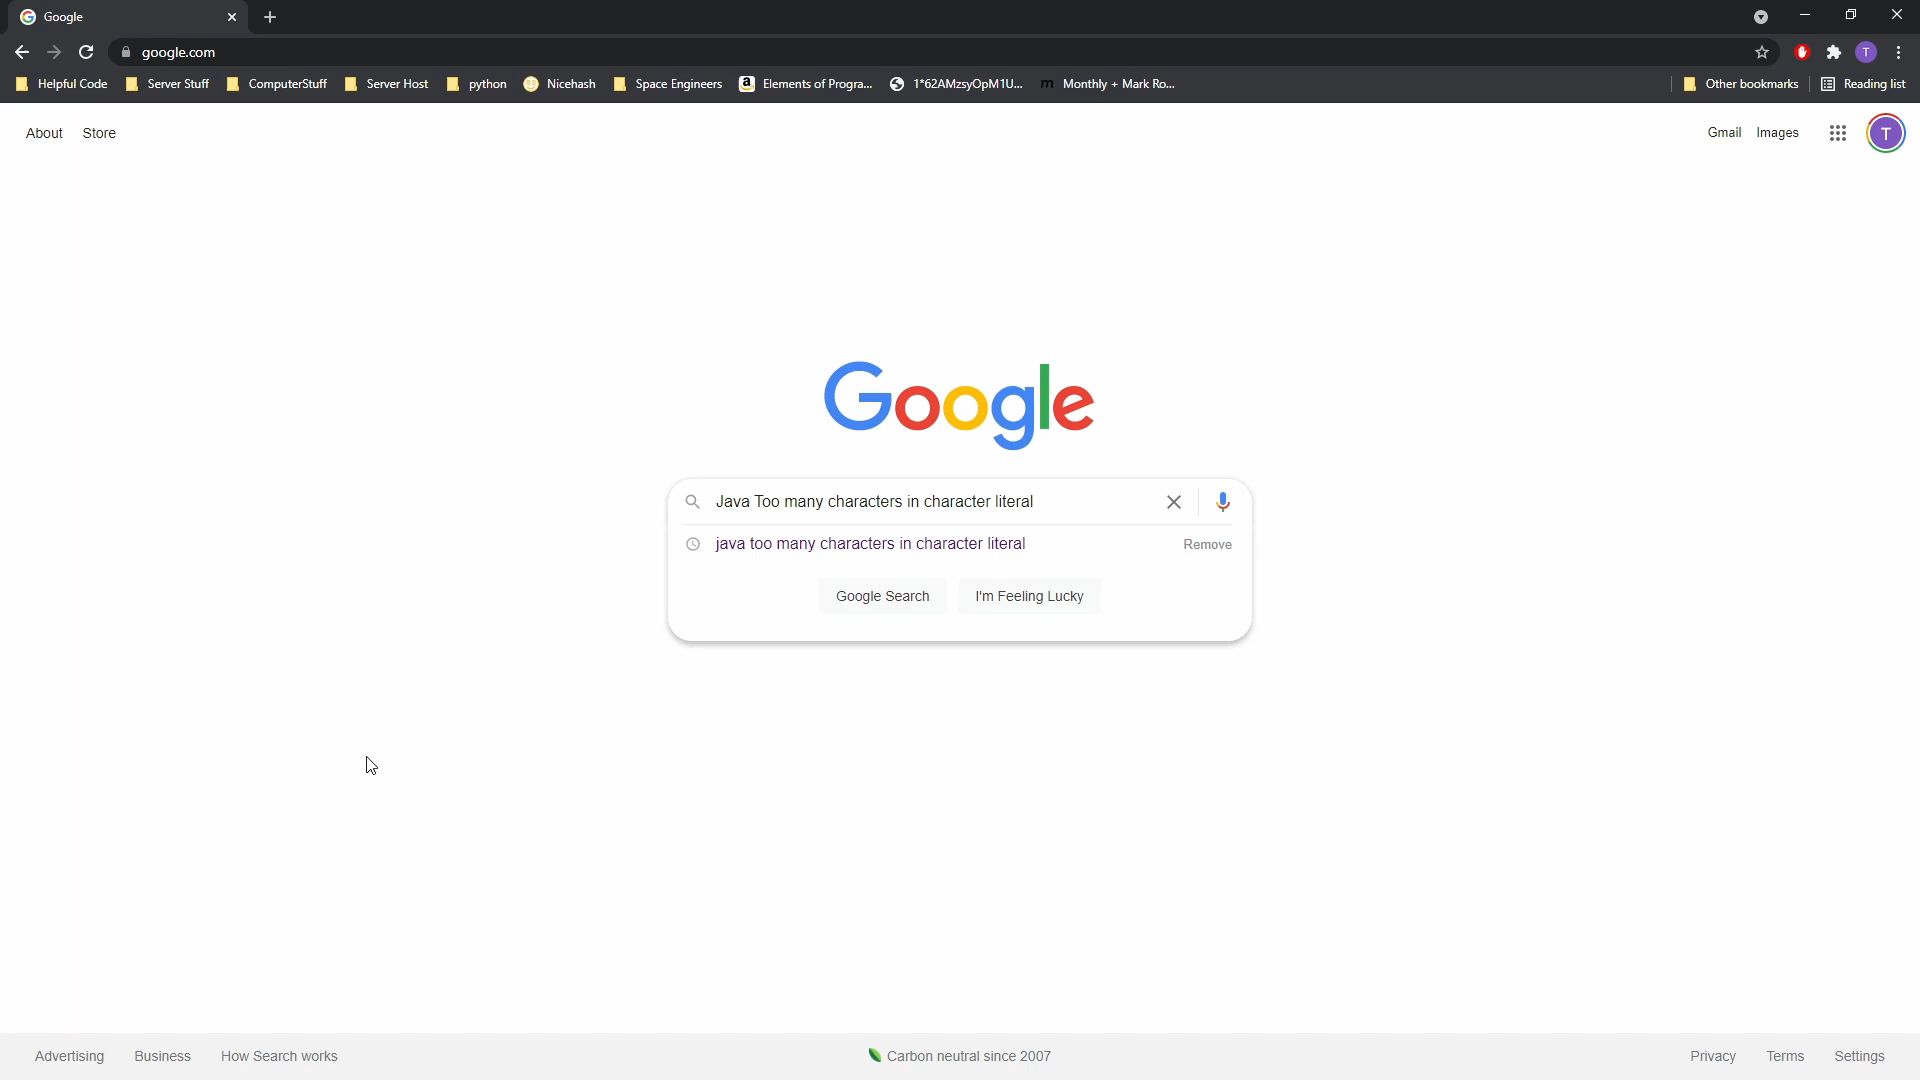 Google
google.com
Helpful Code Server Stuff ComputerStuff Server Host python Nicehash Space Engineers Elements of Progra... 1*62AMzsyOpM1U... Monthly + Mark Ro... Other bookmarks Reading list
About Store Gmail Images T
Google
Java Too many characters in character literal
java too many characters in character literal Remove
Google Search I'm Feeling Lucky
Advertising Business How Search works Carbon neutral since 2007 Privacy Terms Settings